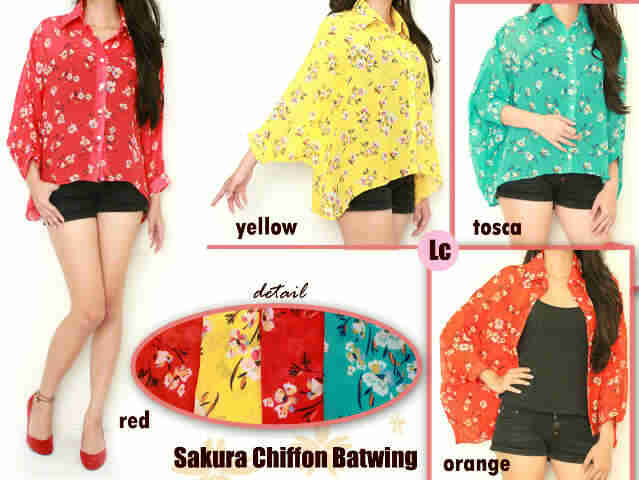 yellow
tosca
Lc
detail
red
Sakura Chiffon Batwing
orange